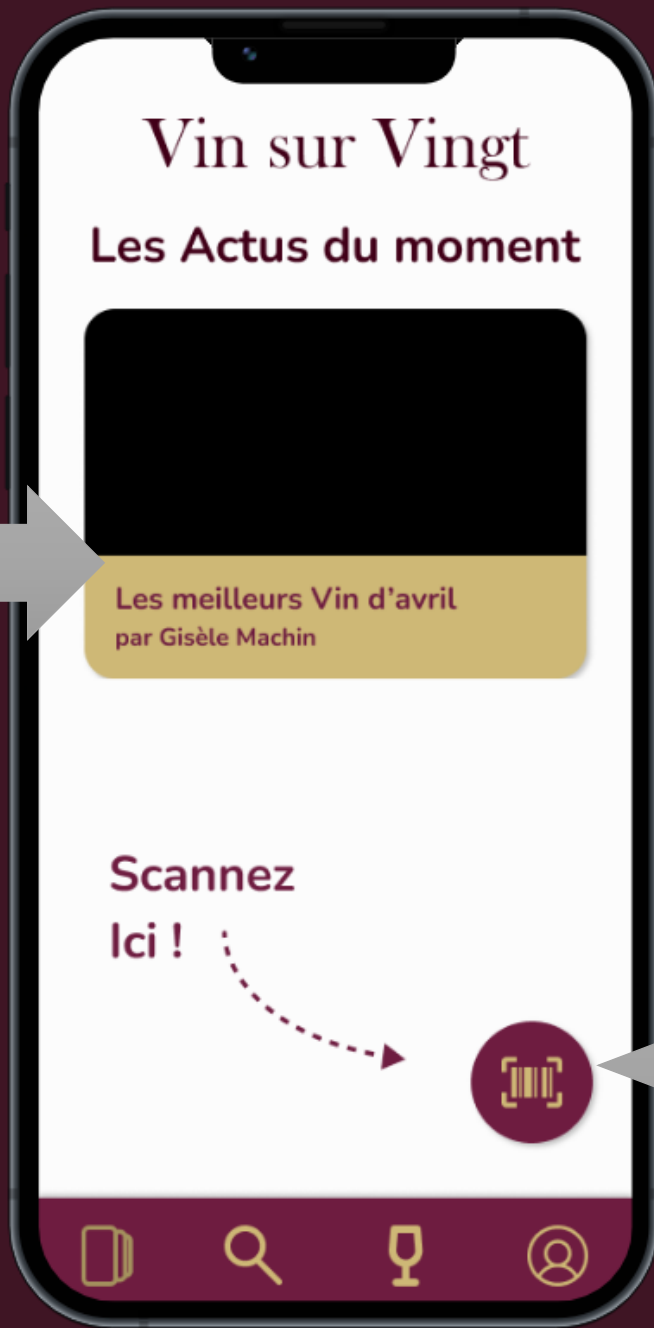 Vin sur Vingt
Les Actus du moment
Les meilleurs Vin d’avril
par Gisèle Machin
Scannez
Ici !